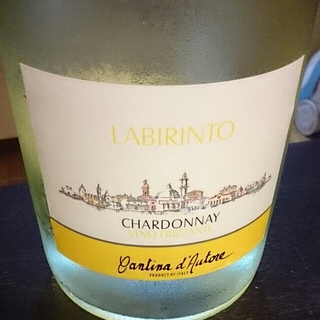 LABIRINTO
CHARDONNAY
VINO FRIZZANTE
Cantina d'Autore
PRODUCT OF ITALY